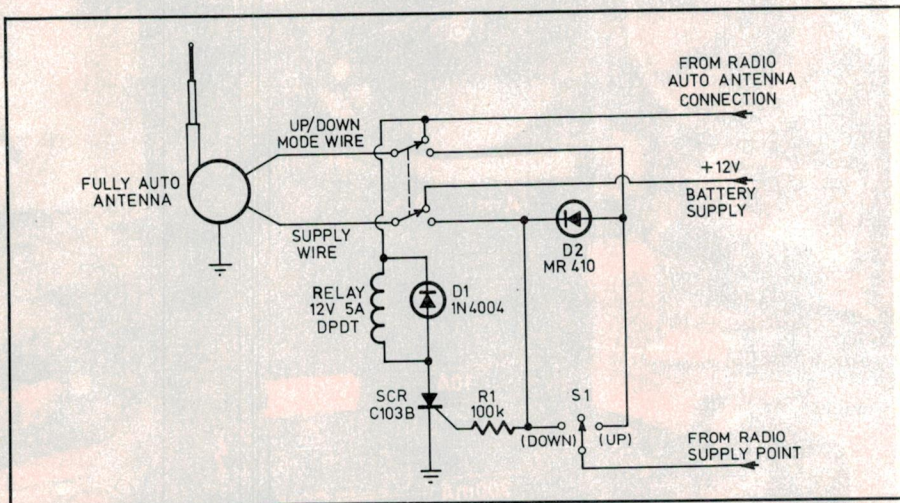 FROM RADIO
AUTO ANTENNA
CONNECTION
UP/DOWN
MODE WIRE
+12V
BATTERY
SUPPLY
FULLY AUTO
ANTENNA
SUPPLY
WIRE
D2
MR 410
RELAY
12V 5A
DPDT
D1
1N4004
SCR
C103B
R1
100k
S1
(DOWN)
(UP)
FROM RADIO
SUPPLY POINT